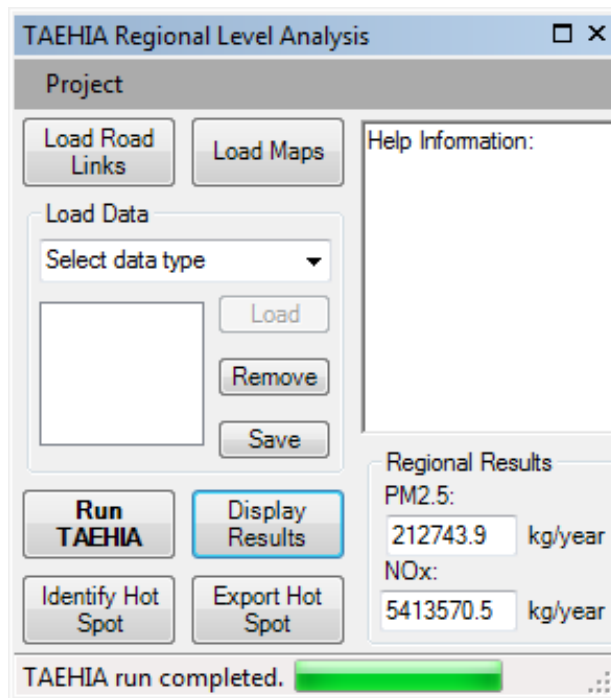 TAEHIA Regional Level Analysis
Project
Load Road
Links
Load Maps
Help Information:
Load Data
Select data type
Load
Remove
Save
Run
TAEHIA
Display
Results
Identify Hot
Spot
Export Hot
Spot
Regional Results
PM2.5:
212743.9 kg/year
NOx:
5413570.5 kg/year
TAEHIA run completed.